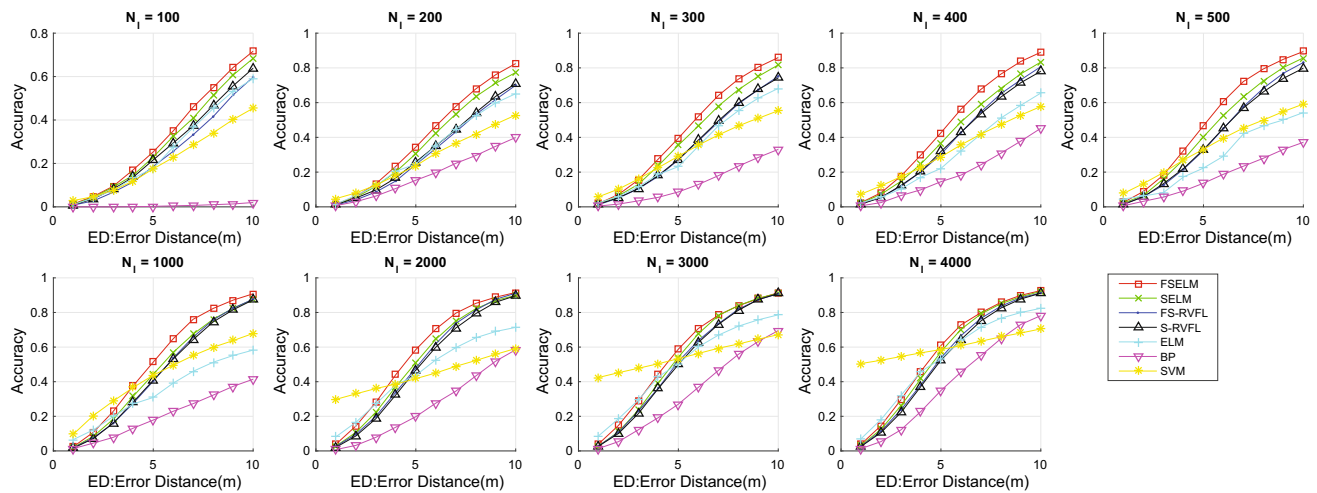 N_l = 100
N_l = 200
N_l = 300
N_l = 400
N_l = 500
Accuracy
0.8
0.6
0.4
0.2
0
0
5
10
ED:Error Distance(m)
Accuracy
1
0.8
0.6
0.4
0.2
0
0
5
10
ED:Error Distance(m)
Accuracy
1
0.8
0.6
0.4
0.2
0
0
5
10
ED:Error Distance(m)
Accuracy
1
0.8
0.6
0.4
0.2
0
0
5
10
ED:Error Distance(m)
Accuracy
1
0.8
0.6
0.4
0.2
0
0
5
10
ED:Error Distance(m)
N_l = 1000
N_l = 2000
N_l = 3000
N_l = 4000
Accuracy
1
0.8
0.6
0.4
0.2
0
0
5
10
ED:Error Distance(m)
Accuracy
1
0.8
0.6
0.4
0.2
0
0
5
10
ED:Error Distance(m)
Accuracy
1
0.8
0.6
0.4
0.2
0
0
5
10
ED:Error Distance(m)
Accuracy
1
0.8
0.6
0.4
0.2
0
0
5
10
ED:Error Distance(m)
FSELM
SELM
FS-RVFL
S-RVFL
ELM
BP
SVM